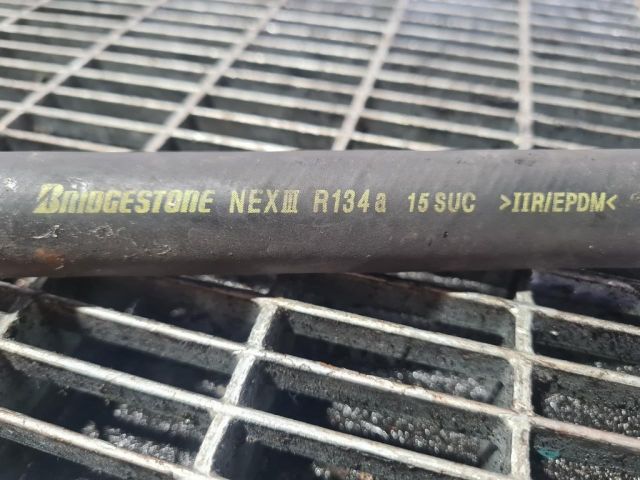 BRIDGESTONE NEXIII R134a 15 SUC >IIR/EPDM<